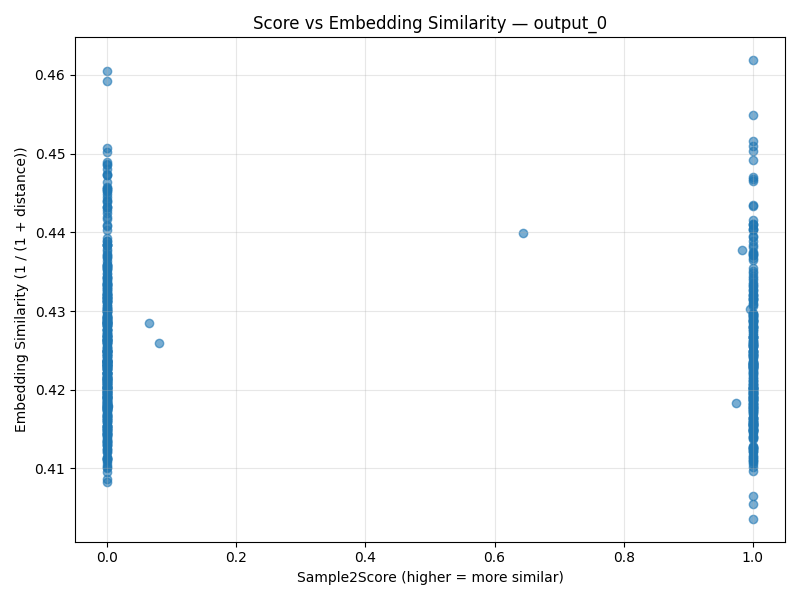 Score vs Embedding Similarity — output_0
Embedding Similarity (1 / (1 + distance))
0.46
0.45
0.44
0.43
0.42
0.41
0.0 0.2 0.4 0.6 0.8 1.0
Sample2Score (higher = more similar)